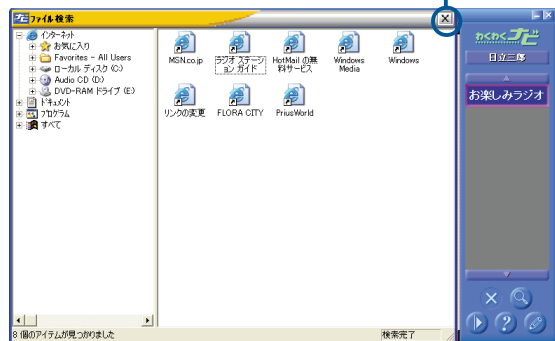 ファイル検索
インターネット
お気に入り
Favorites - All Users
ローカル ディスク (C:)
Audio CD (D:)
DVD-RAM ドライブ (E:)
ドキュメント
プログラム
すべて
MSN.co.jp
ラジオ ステーシ
ョン ガイド
HotMail の無
料サービス
Windows
Media
Windows
リンクの変更
FLORA CITY
PriusWorld
8 個のアイテムが見つかりました
検索完了
わくわくナビ
日立三郎
お楽しみラジオ